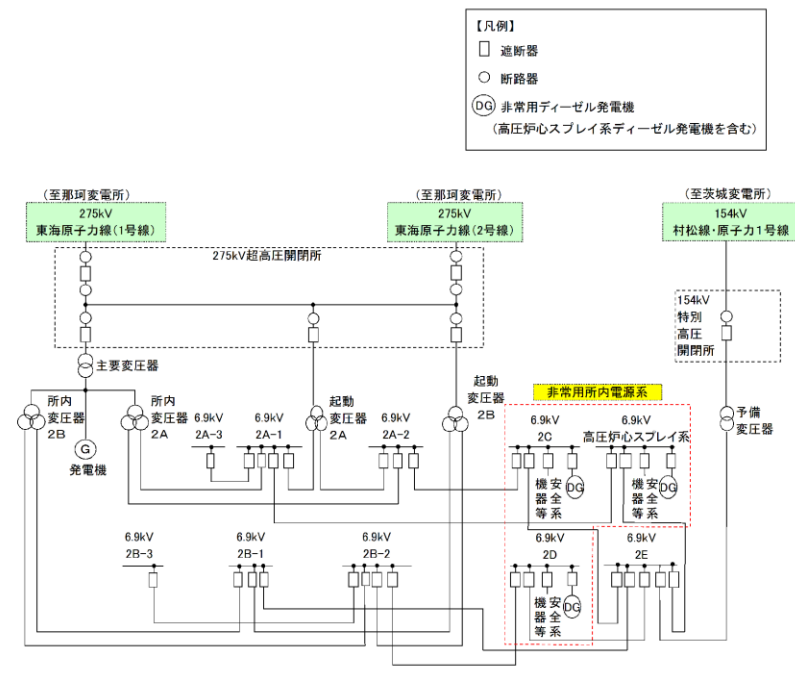 【凡例】
遮断器
断路器
DG 非常用ディーゼル発電機
(高圧炉心スプレイ系ディーゼル発電機を含む)
(至那珂変電所)
275kV
東海原子力線(1号線)
(至那珂変電所)
275kV
東海原子力線(2号線)
(至茨城変電所)
154kV
村松線・原子力1号線
275kV超高圧開閉所
154kV
特別
高圧
開閉所
主要変圧器
所内
変圧器
2B
G
発電機
所内
変圧器
2A
6.9kV
2A-3
6.9kV
2A-1
起動
変圧器
2A
6.9kV
2A-2
起動
変圧器
2B
非常用所内電源系
6.9kV
2C
安全系
機器等
DG
6.9kV
高圧炉心スプレイ系
安全系
機器等
DG
予備
変圧器
6.9kV
2B-3
6.9kV
2B-1
6.9kV
2B-2
6.9kV
2D
安全系
機器等
DG
6.9kV
2E